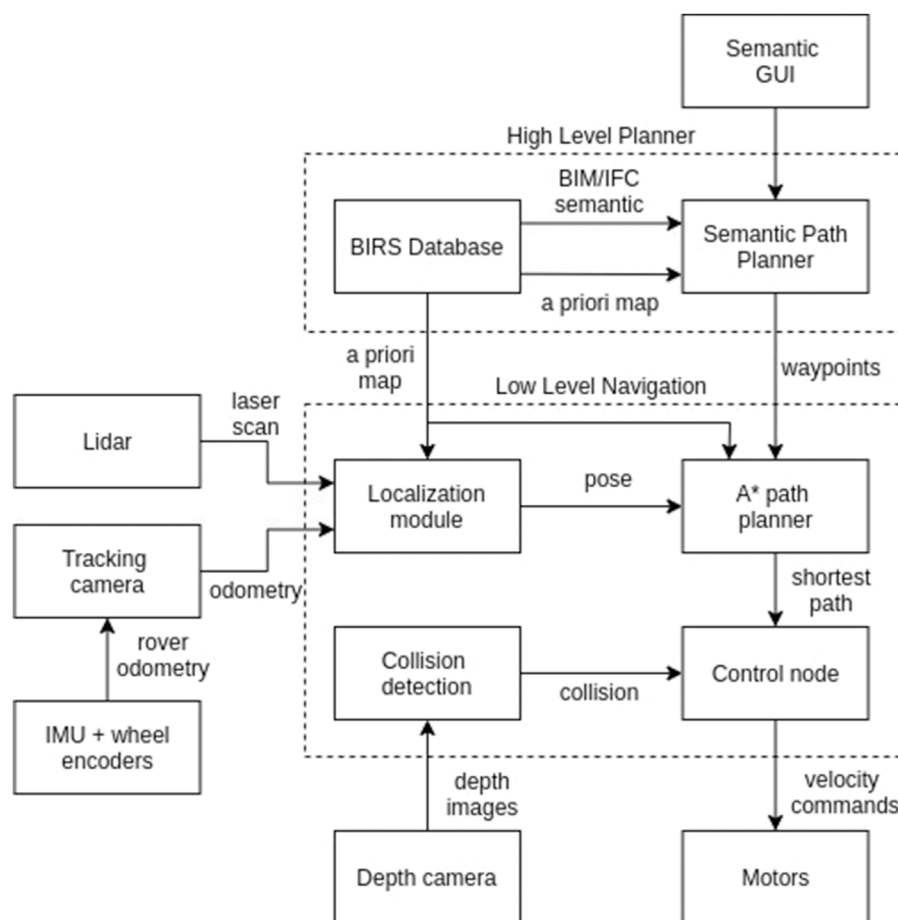 Semantic
GUI
High Level Planner
BIM/IFC
semantic
BIRS Database
Semantic Path
Planner
a priori map
a priori
map
waypoints
Low Level Navigation
laser
scan
Lidar
Localization
module
pose
A* path
planner
Tracking
camera
odometry
shortest
path
rover
odometry
Collision
detection
collision
Control node
IMU + wheel
encoders
depth
images
velocity
commands
Depth camera
Motors